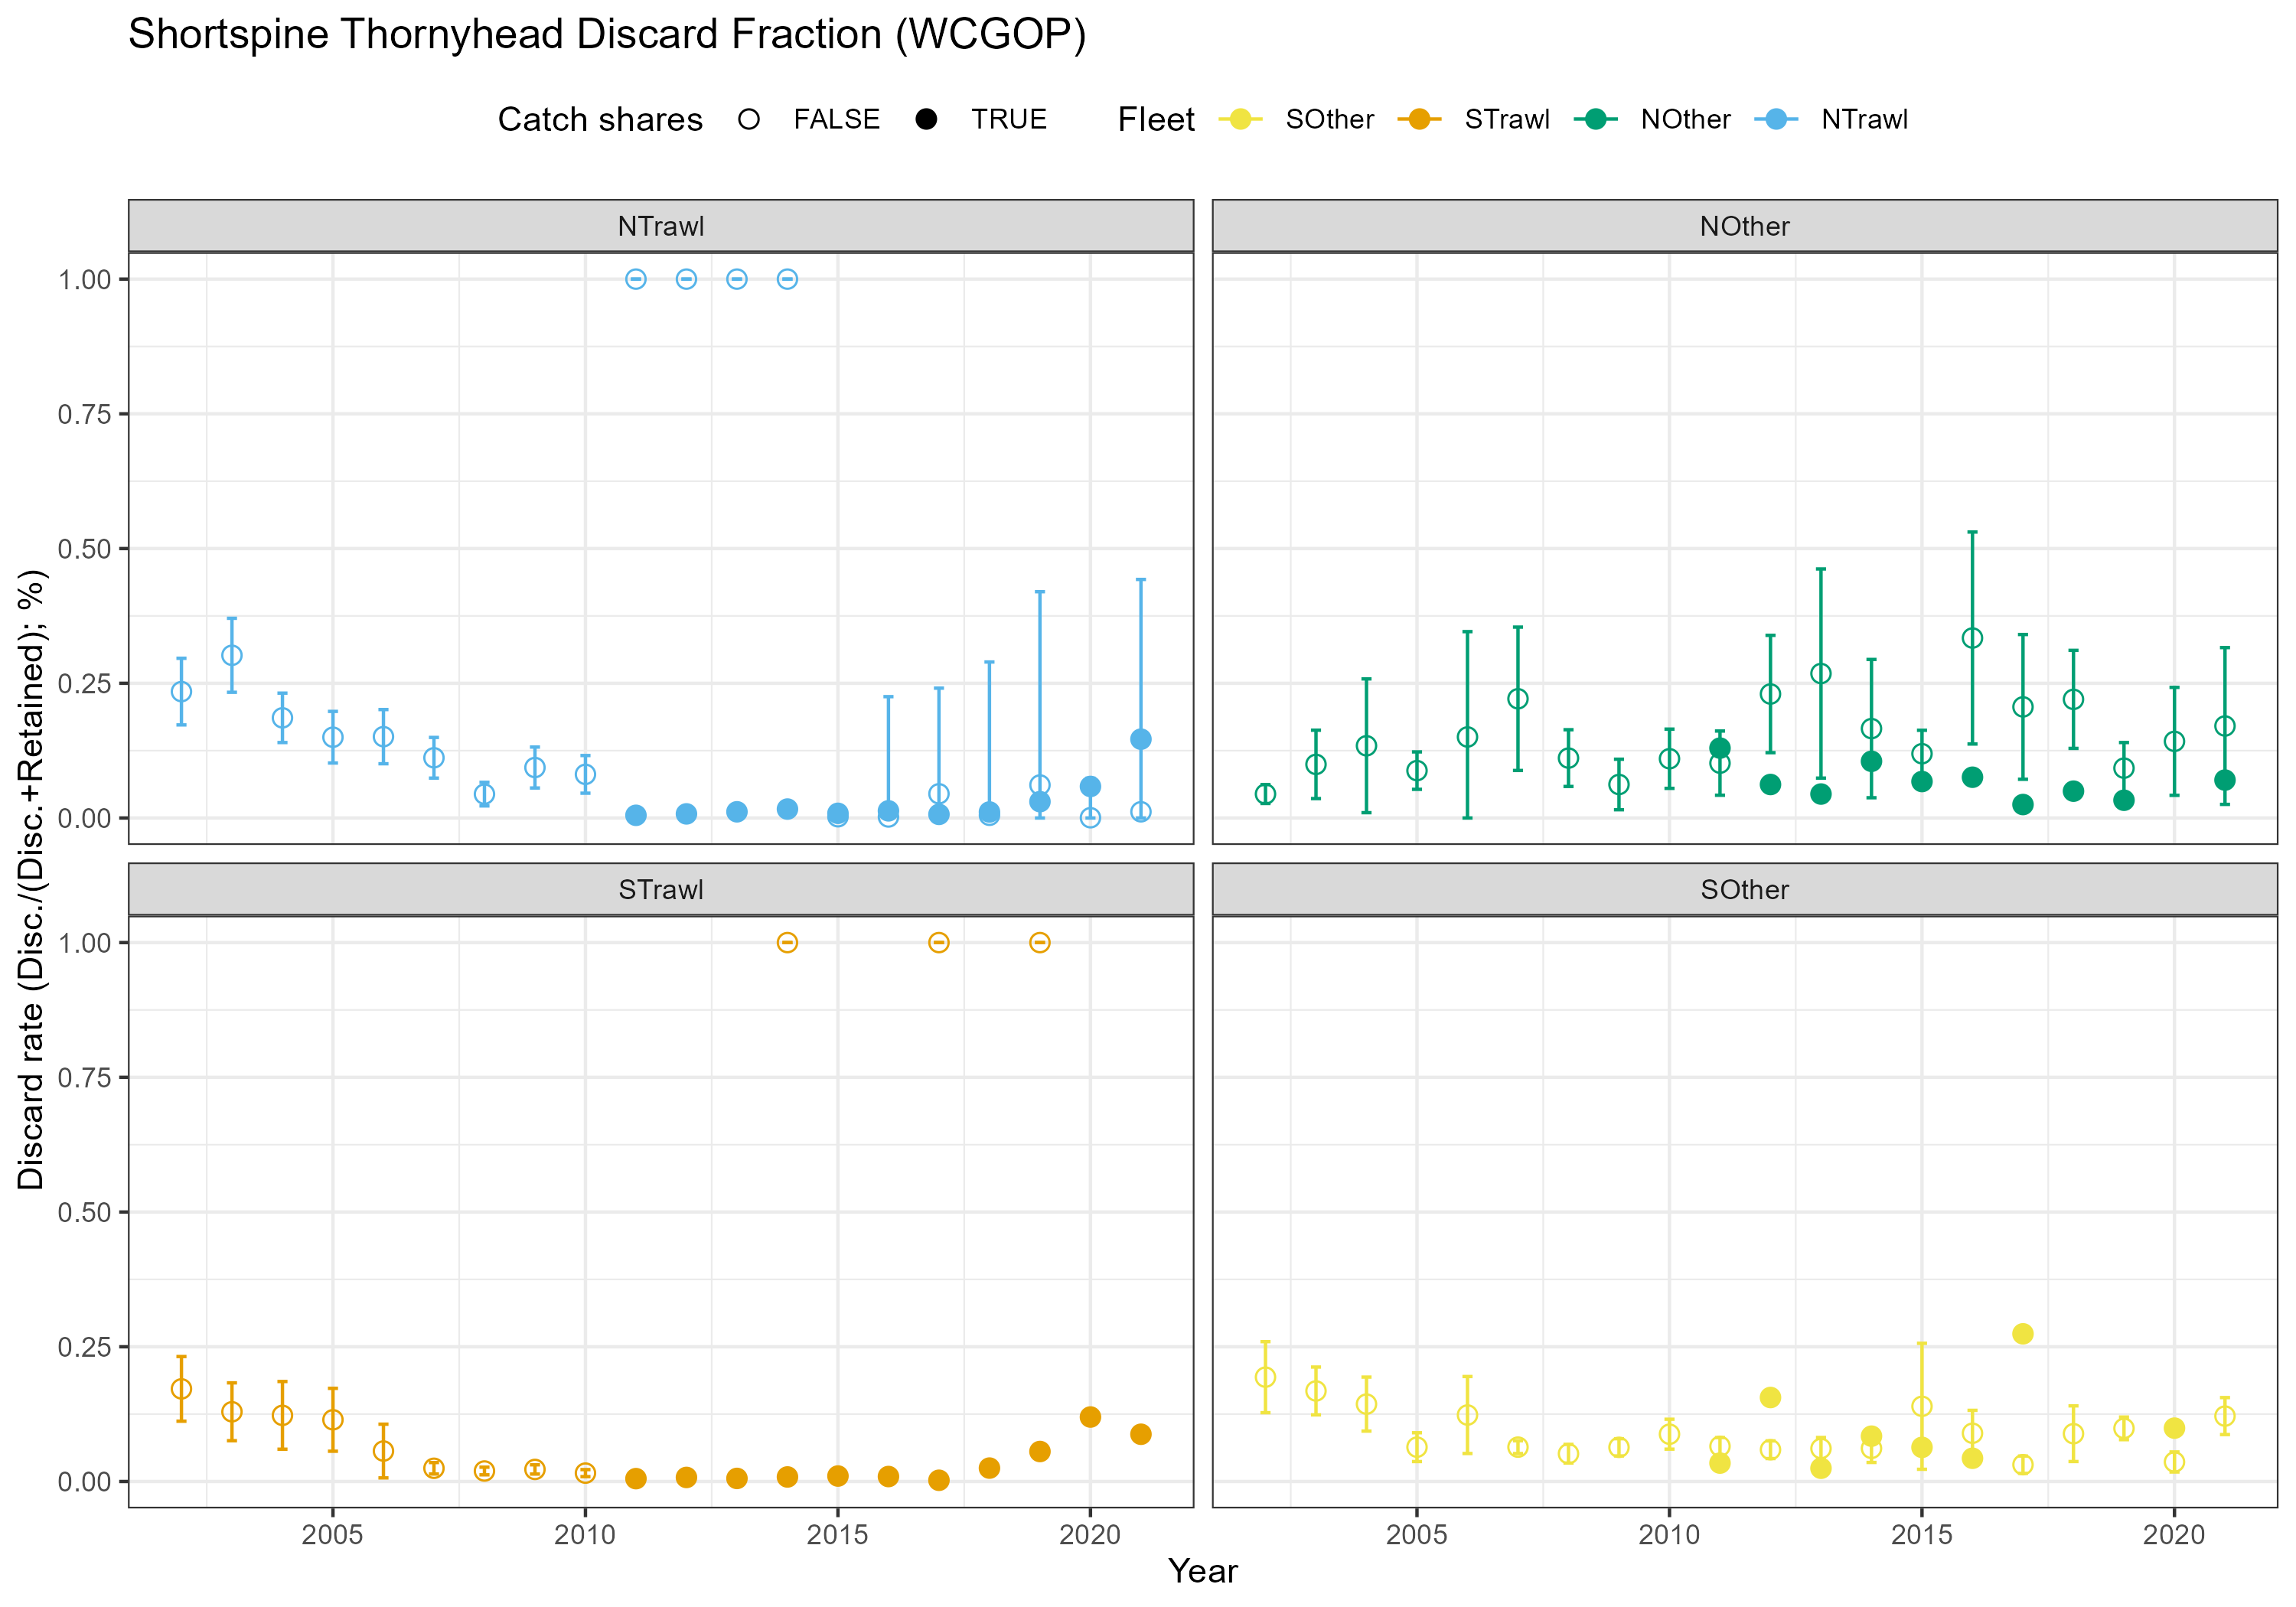 Shortspine Thornyhead Discard Fraction (WCGOP)
Catch shares FALSE TRUE Fleet SOther STrawl NOther NTrawl
NTrawl NOther
1.00
0.75
0.50
0.25
0.00
Discard rate (Disc./(Disc.+Retained); %)
STrawl SOther
1.00
0.75
0.50
0.25
0.00
2005 2010 2015 2020 2005 2010 2015 2020
Year